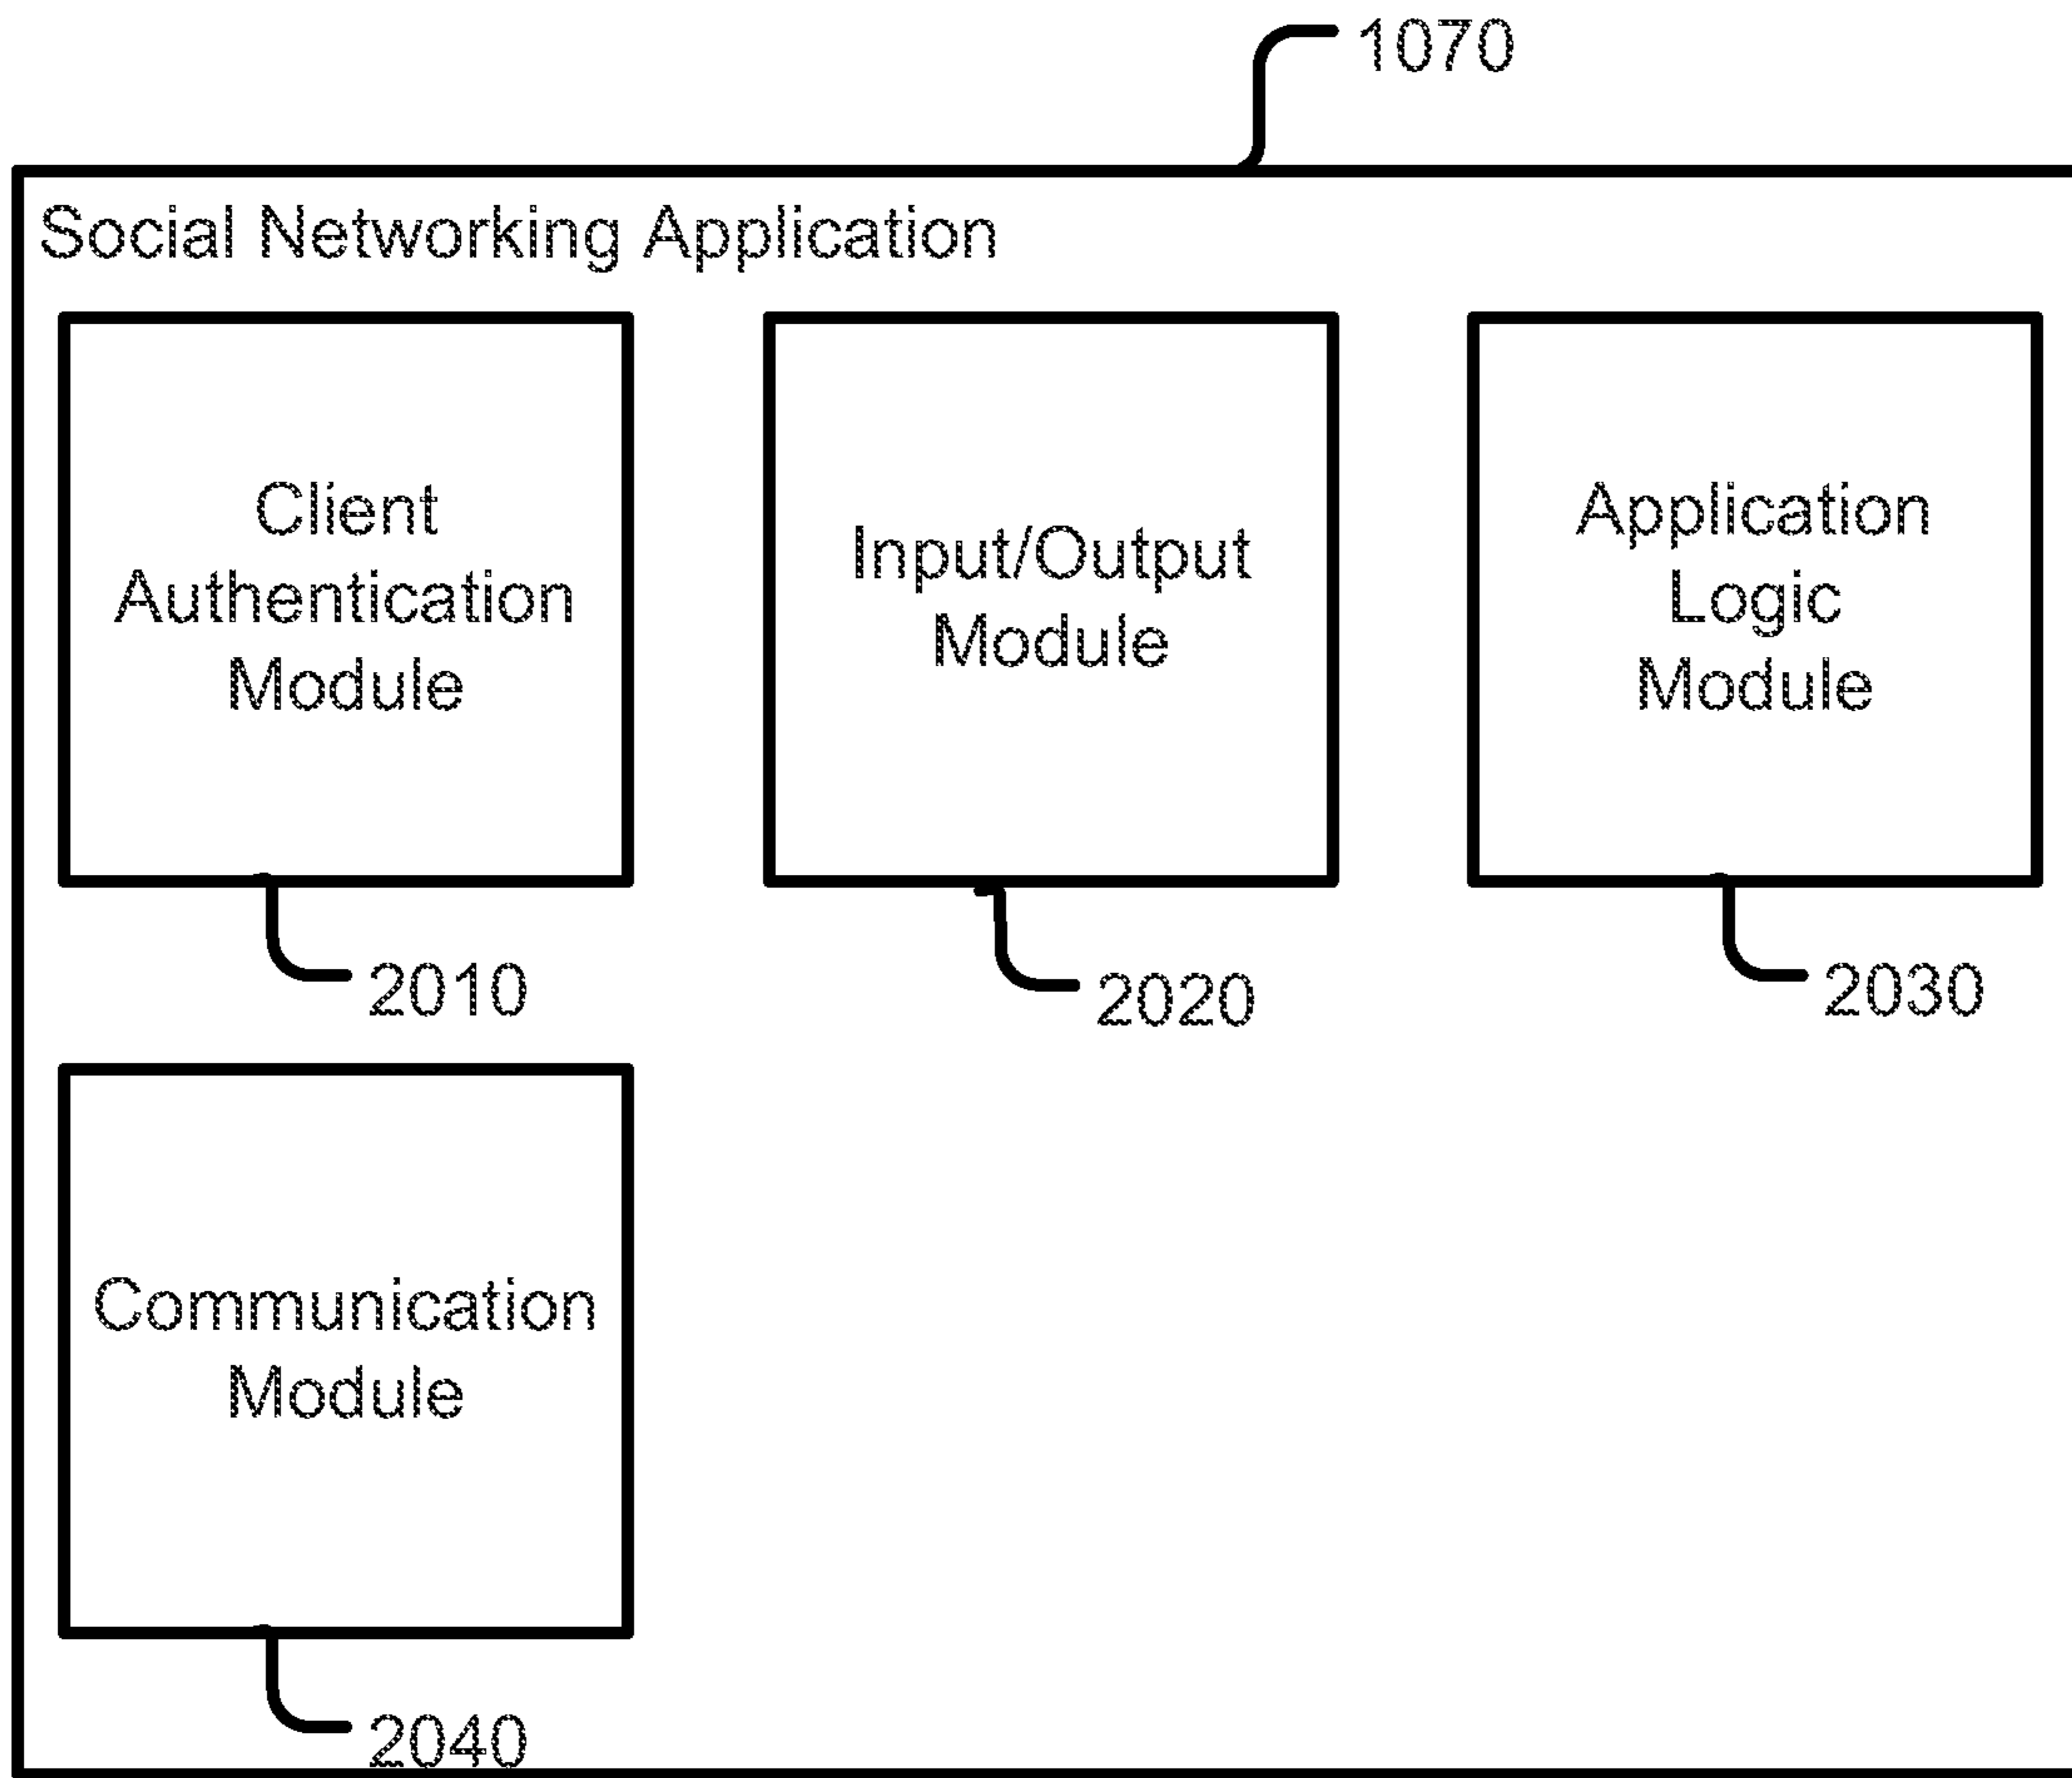 1070
Social Networking Application
Client
Authentication
Module
Input/Output
Module
Application
Logic
Module
2010
2020
2030
Communication
Module
2040